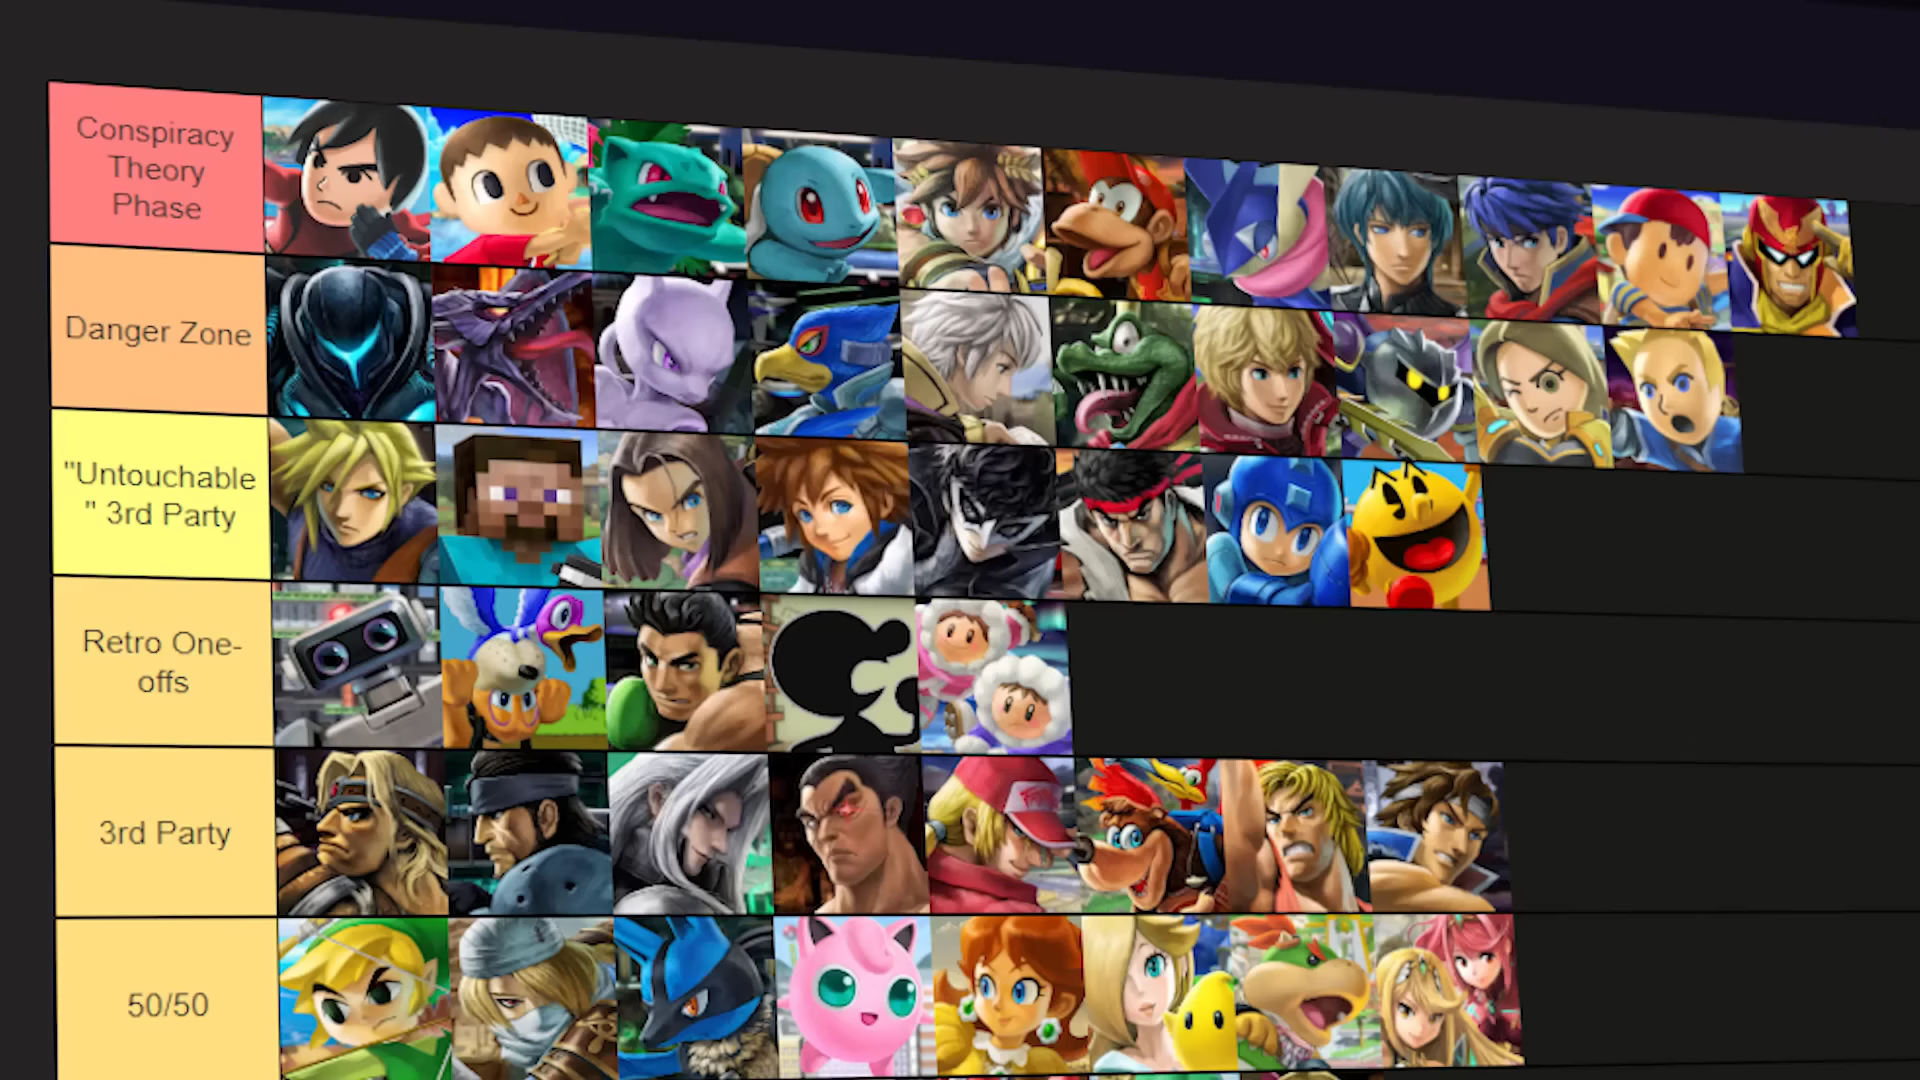 Conspiracy
Theory
Phase
Danger Zone
"Untouchable
" 3rd Party
Retro One-
offs
3rd Party
50/50